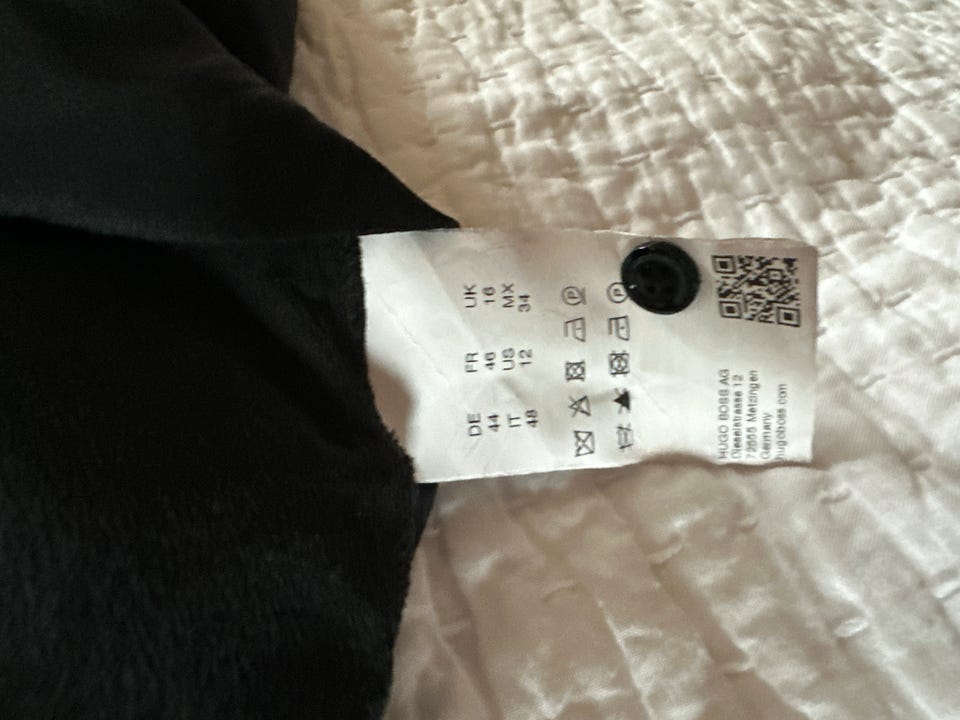 DE FR UK
44 46 16
IT US MX
48 12 34
P
P
HUGO BOSS AG
Dieselstrasse 12
72555 Metzingen
Germany
hugoboss.com